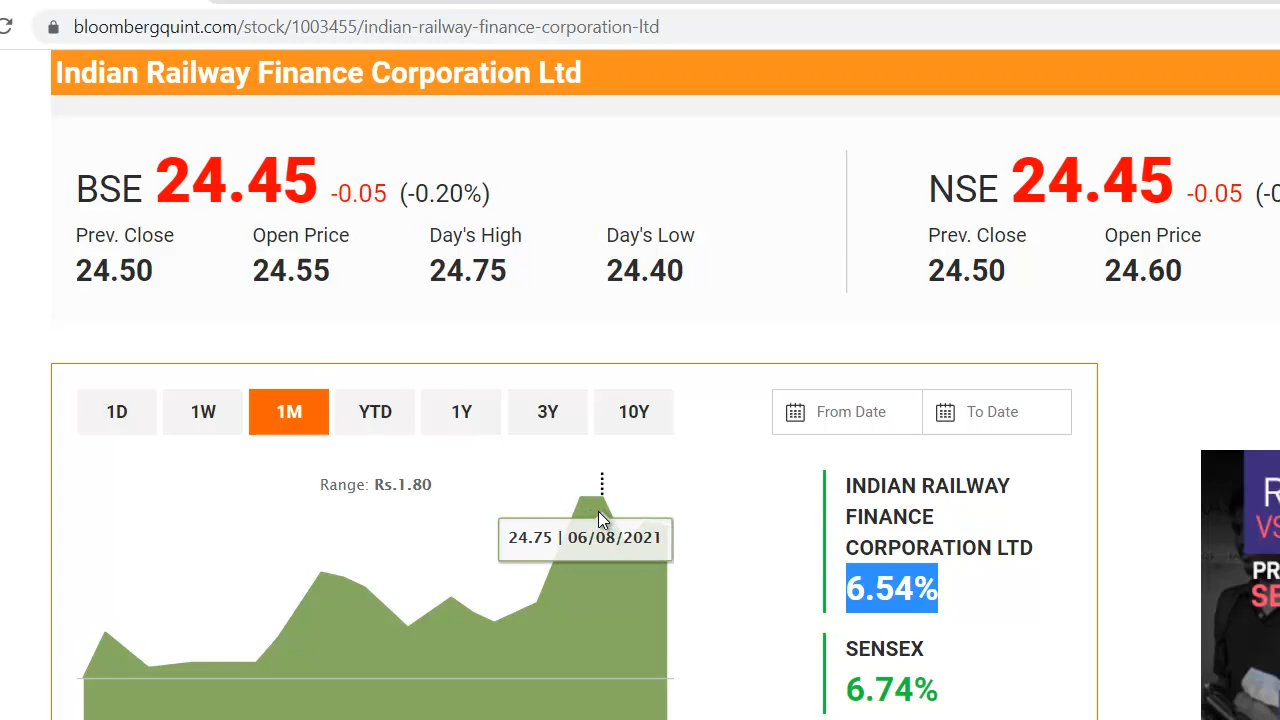 bloombergquint.com/stock/1003455/indian-railway-finance-corporation-ltd
Indian Railway Finance Corporation Ltd
BSE 24.45 -0.05 (-0.20%)
Prev. Close Open Price Day's High Day's Low
24.50 24.55 24.75 24.40
NSE 24.45 -0.05 (-0
Prev. Close Open Price
24.50 24.60
1D 1W 1M YTD 1Y 3Y 10Y
From Date To Date
Range: Rs.1.80
24.75 | 06/08/2021
INDIAN RAILWAY
FINANCE
CORPORATION LTD
6.54%
SENSEX
6.74%
R
VS
PR
SE